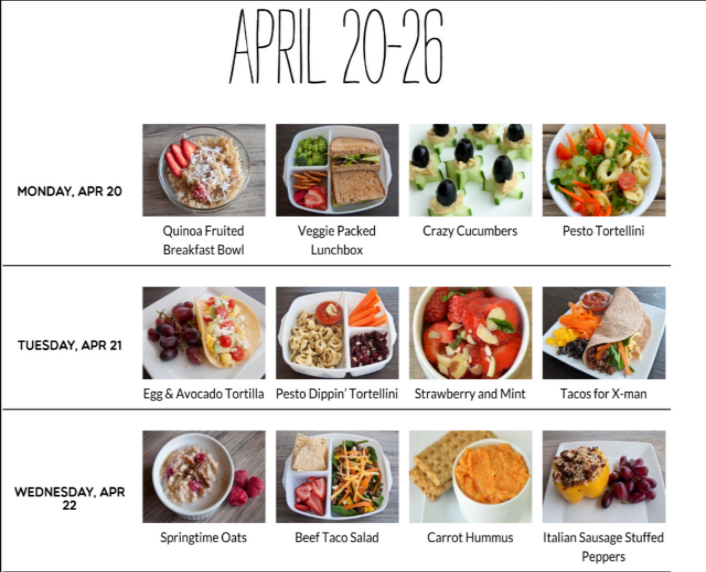 APRIL 20-26
MONDAY, APR 20
Quinoa Fruited
Breakfast Bowl
Veggie Packed
Lunchbox
Crazy Cucumbers
Pesto Tortellini
TUESDAY, APR 21
Egg & Avocado Tortilla
Pesto Dippin' Tortellini
Strawberry and Mint
Tacos for X-man
WEDNESDAY, APR
22
Springtime Oats
Beef Taco Salad
Carrot Hummus
Italian Sausage Stuffed
Peppers